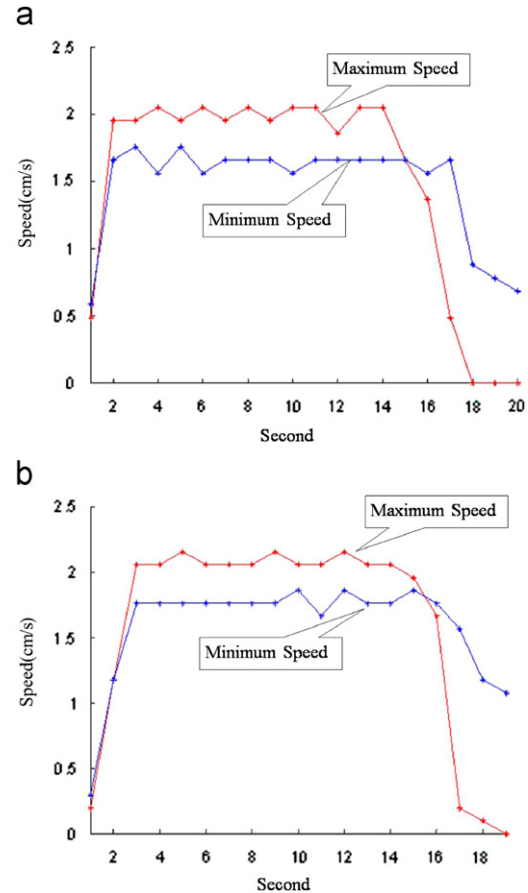 a
2.5
Maximum Speed
2
1.5
Minimum Speed
Speed(cm/s)
1
0.5
0
2 4 6 8 10 12 14 16 18 20
Second
b
2.5
Maximum Speed
2
1.5
Minimum Speed
Speed(cm/s)
1
0.5
0
2 4 6 8 10 12 14 16 18
Second